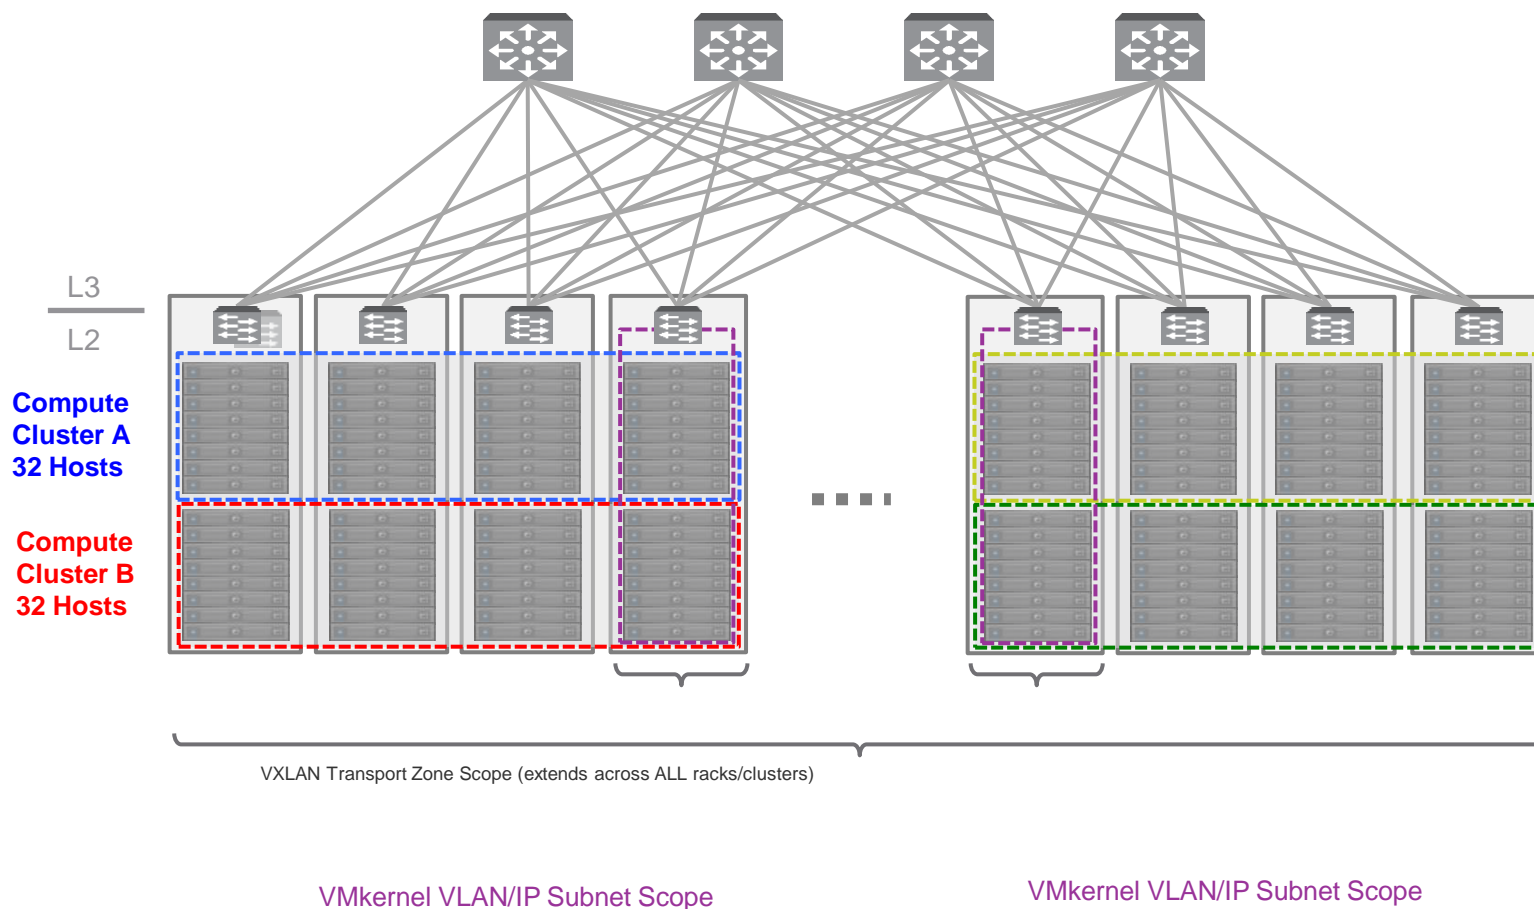 L3
L2
Compute
Cluster A
32 Hosts
Compute
Cluster B
32 Hosts
VXLAN Transport Zone Scope (extends across ALL racks/clusters)
VMkernel VLAN/IP Subnet Scope
VMkernel VLAN/IP Subnet Scope